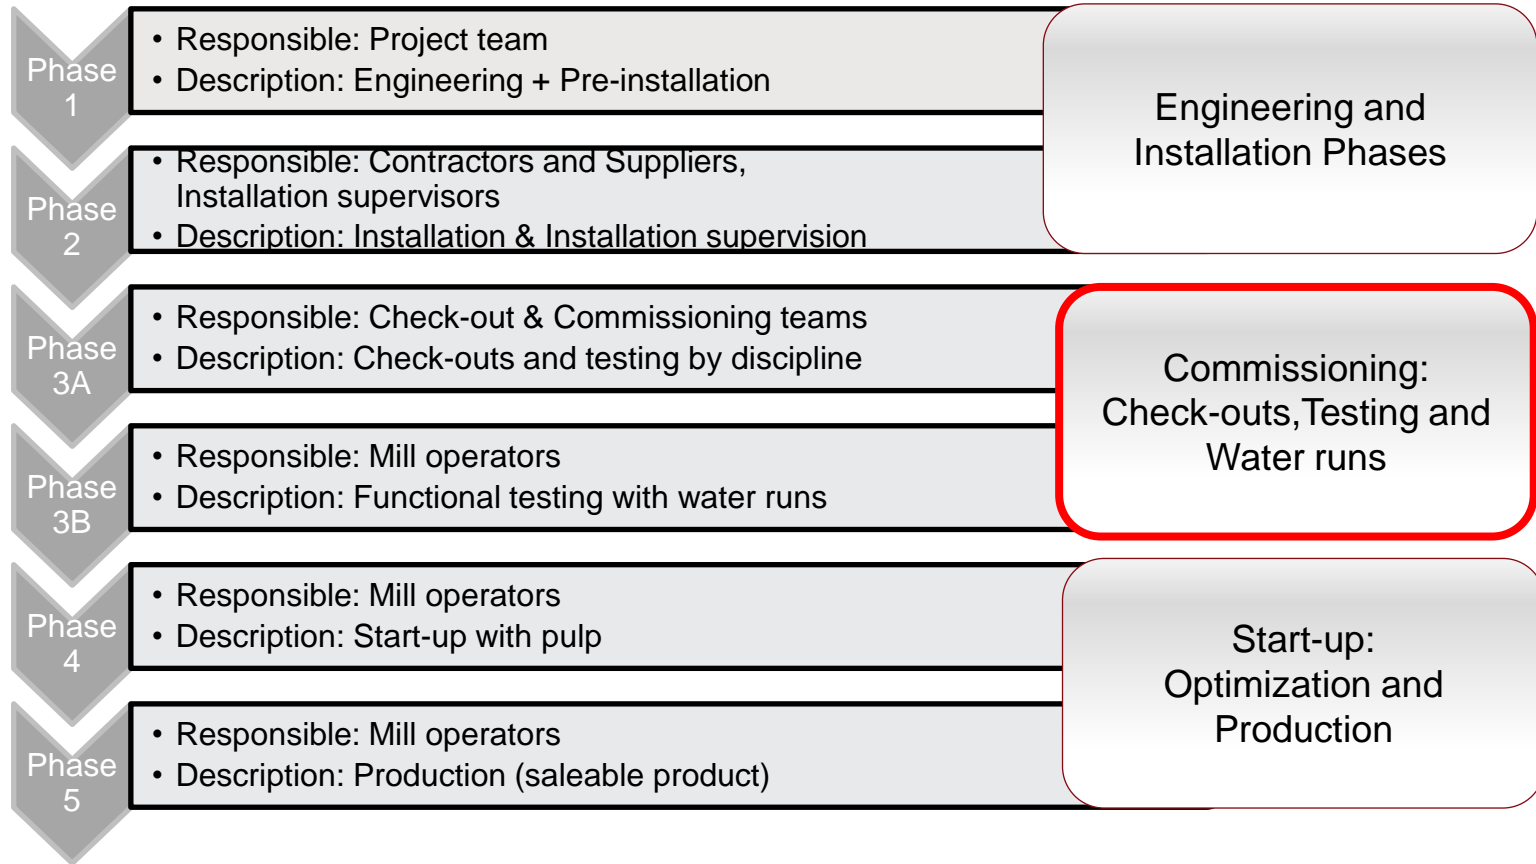 Phase
1
• Responsible: Project team
• Description: Engineering + Pre-installation
Engineering and
Installation Phases
Phase
2
• Responsible: Contractors and Suppliers,
Installation supervisors
• Description: Installation & Installation supervision
Phase
3A
• Responsible: Check-out & Commissioning teams
• Description: Check-outs and testing by discipline
Commissioning:
Check-outs,Testing and
Water runs
Phase
3B
• Responsible: Mill operators
• Description: Functional testing with water runs
Phase
4
• Responsible: Mill operators
• Description: Start-up with pulp
Start-up:
Optimization and
Production
Phase
5
• Responsible: Mill operators
• Description: Production (saleable product)